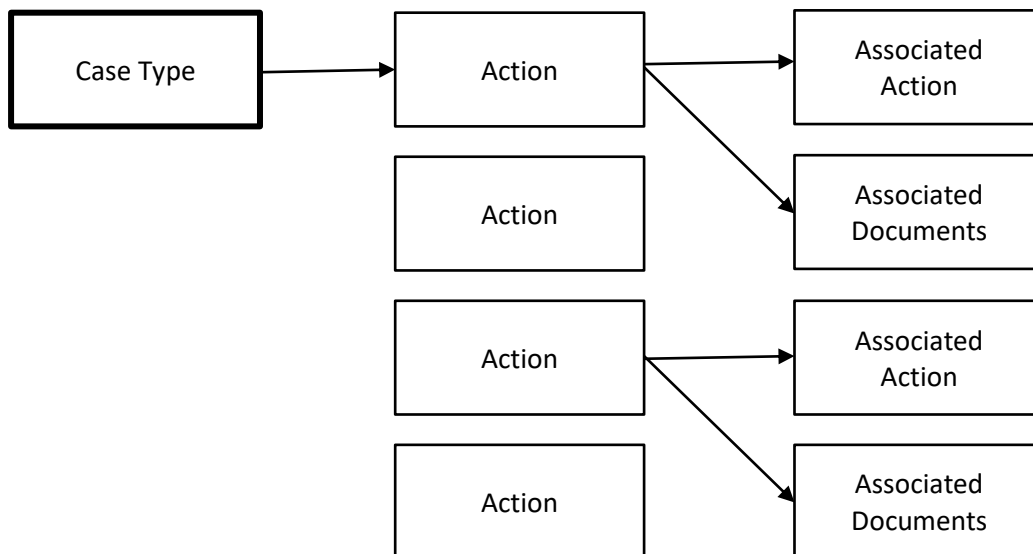 Case Type
Action
Associated
Action
Action
Associated
Documents
Action
Associated
Action
Action
Associated
Documents